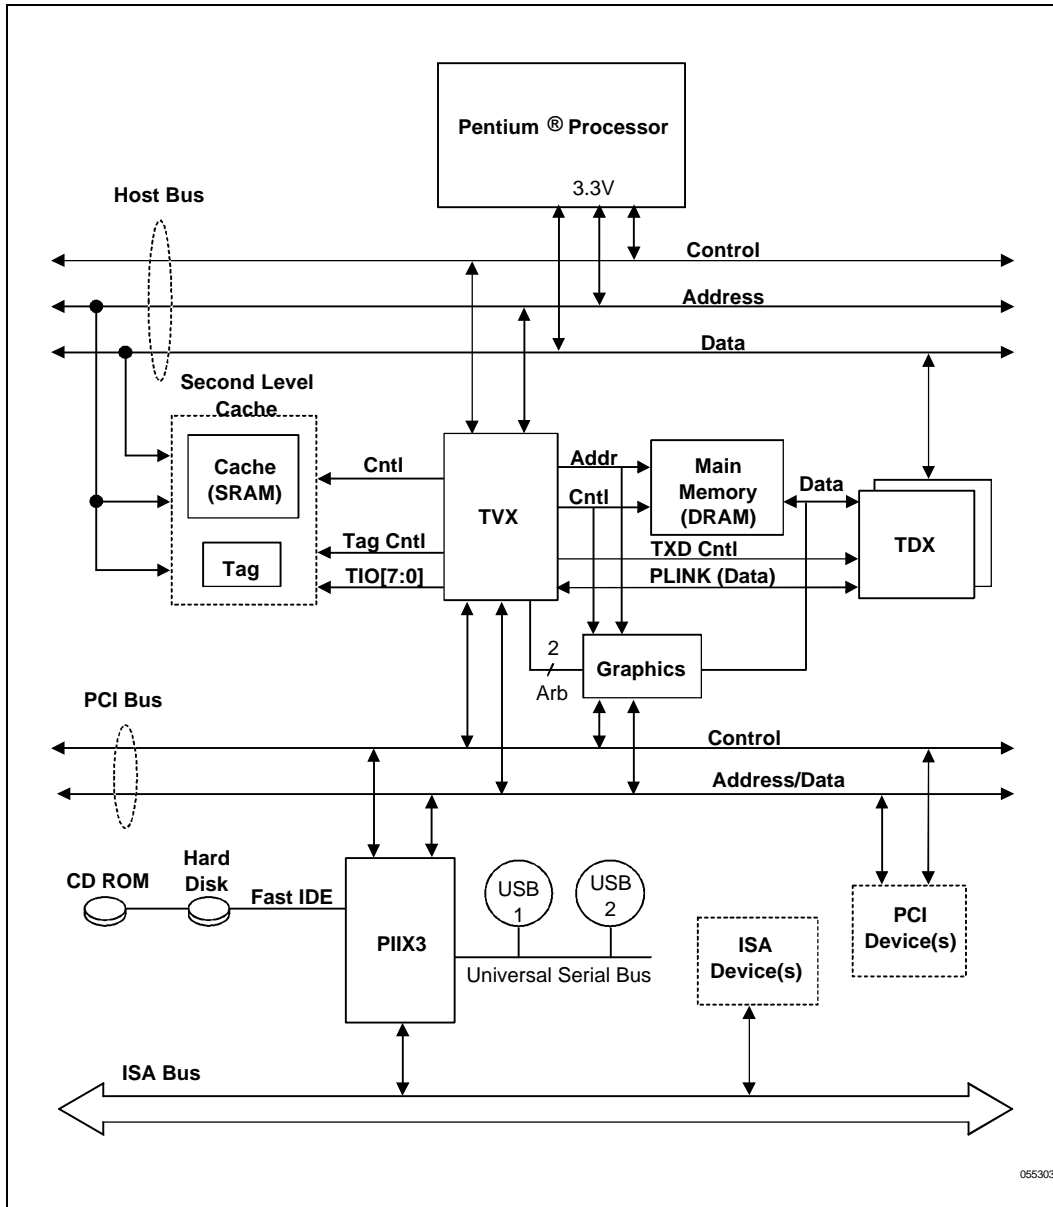 Pentium ® Processor
3.3V
Host Bus
Control
Address
Data
Second Level
Cache
Cache
(SRAM)
Tag
Cntl
Tag Cntl
TIO[7:0]
TVX
Addr
Cntl
Main
Memory
(DRAM)
Data
TDX
TXD Cntl
PLINK (Data)
2
Arb
Graphics
PCI Bus
Control
Address/Data
CD ROM
Hard
Disk
Fast IDE
PIIX3
USB
1
USB
2
Universal Serial Bus
ISA
Device(s)
PCI
Device(s)
ISA Bus
055303